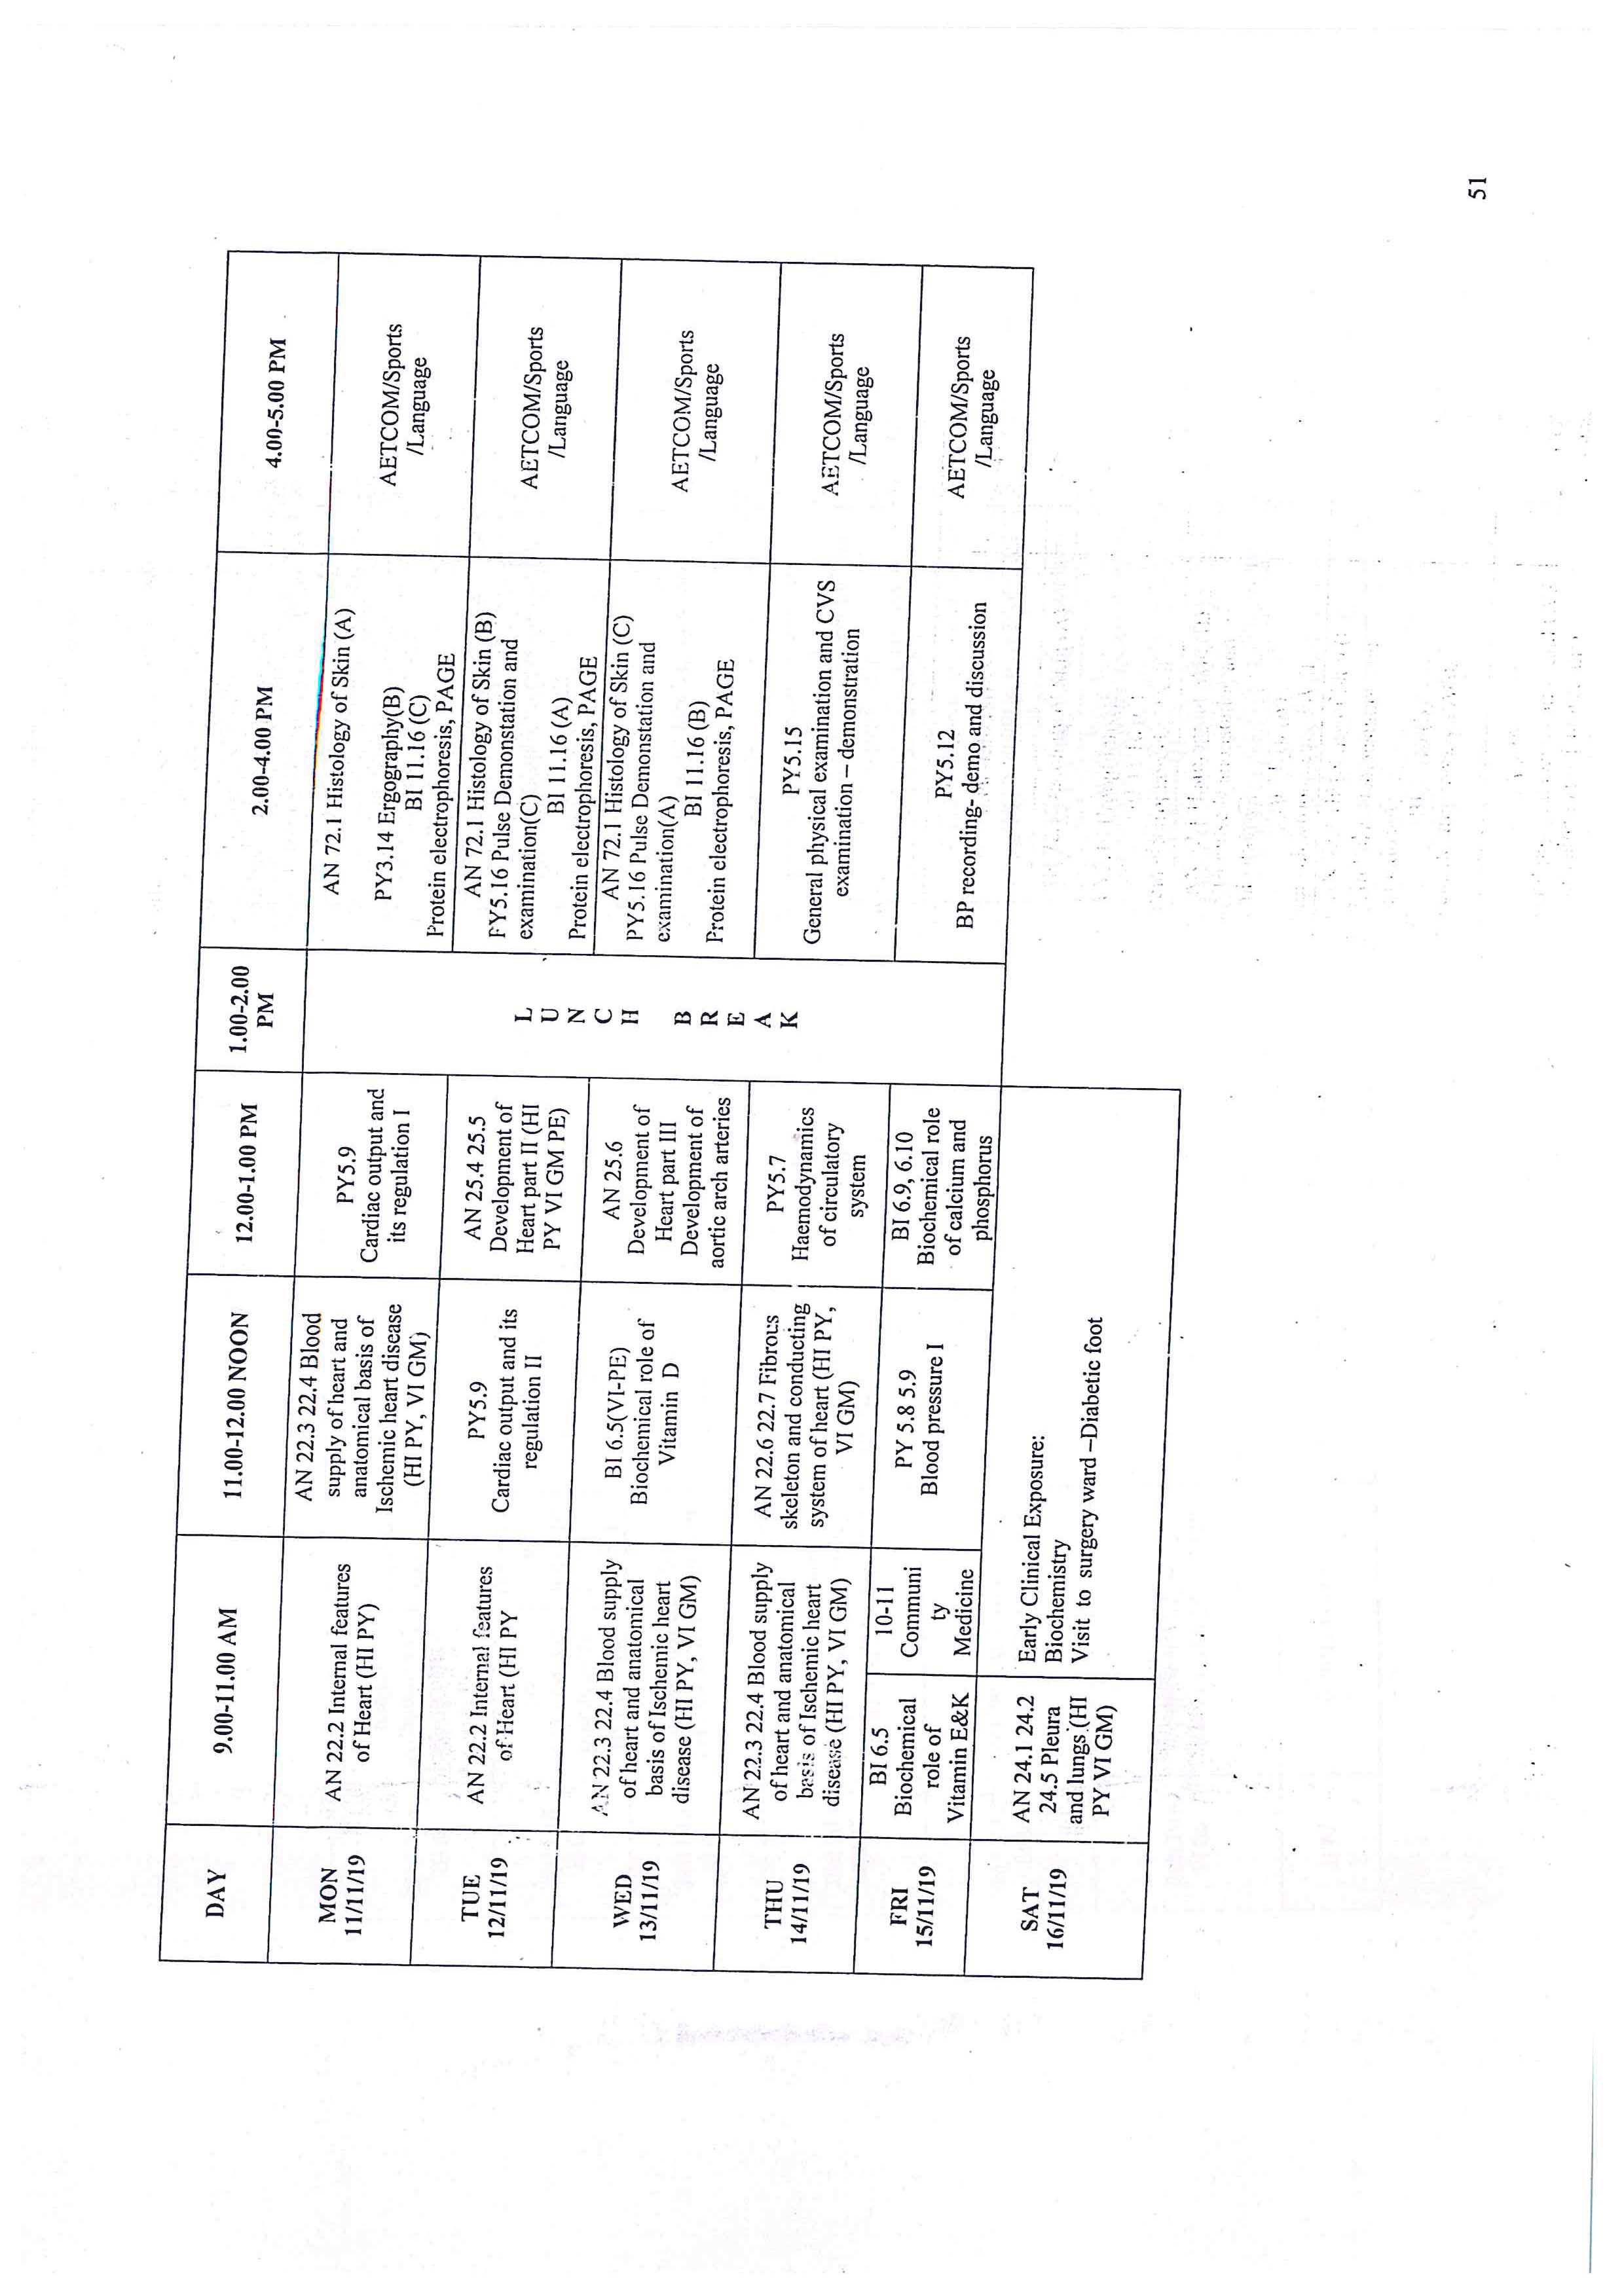 DAY
9.00-11.00 AM
11.00-12.00 NOON
12.00-1.00 PM
1.00-2.00
PM
2.00-4.00 PM
4.00-5.00 PM
MON
11/11/19
AN 22.2 Internal features
of Heart (HI PY)
AN 22.3 22.4 Blood
supply of heart and
anatomical basis of
Ischemic heart disease
(HI PY, VI GM)
PY5.9
Cardiac output and
its regulation I
L
U
N
C
H
B
R
E
A
K
AN 72.1 Histology of Skin (A)
PY3.14 Ergography(B)
BI 11.16 (C)
Protein electrophoresis, PAGE
AETCOM/Sports
/Language
TUE
12/11/19
AN 22.2 Internal features
of Heart (HI PY
PY5.9
Cardiac output and its
regulation II
AN 25.4 25.5
Development of
Heart part II (HI
PY VI GM PE)
AN 72.1 Histology of Skin (B)
PY5.16 Pulse Demonstation and
examination(C)
BI 11.16 (A)
Protein electrophoresis, PAGE
AETCOM/Sports
/Language
WED
13/11/19
AN 22.3 22.4 Blood supply
of heart and anatomical
basis of Ischemic heart
disease (HI PY, VI GM)
BI 6.5(VI-PE)
Biochemical role of
Vitamin D
AN 25.6
Development of
Heart part III
Development of
aortic arch arteries
AN 72.1 Histology of Skin (C)
PY5.16 Pulse Demonstation and
examination(A)
BI 11.16 (B)
Protein electrophoresis, PAGE
AETCOM/Sports
/Language
THU
14/11/19
AN 22.3 22.4 Blood supply
of heart and anatomical
basis of Ischemic heart
disease (HI PY, VI GM)
AN 22.6 22.7 Fibrous
skeleton and conducting
system of heart (HI PY,
VI GM)
PY5.7
Haemodynamics
of circulatory
system
PY5.15
General physical examination and CVS
examination – demonstration
AETCOM/Sports
/Language
FRI
15/11/19
BI 6.5
Biochemical
role of
Vitamin E&K
10-11
Communi
ty
Medicine
PY 5.8 5.9
Blood pressure I
BI 6.9, 6.10
Biochemical role
of calcium and
phosphorus
PY5.12
BP recording- demo and discussion
AETCOM/Sports
/Language
SAT
16/11/19
AN 24.1 24.2
24.5 Pleura
and lungs (HI
PY VI GM)
Early Clinical Exposure:
Biochemistry
Visit to surgery ward –Diabetic foot
51